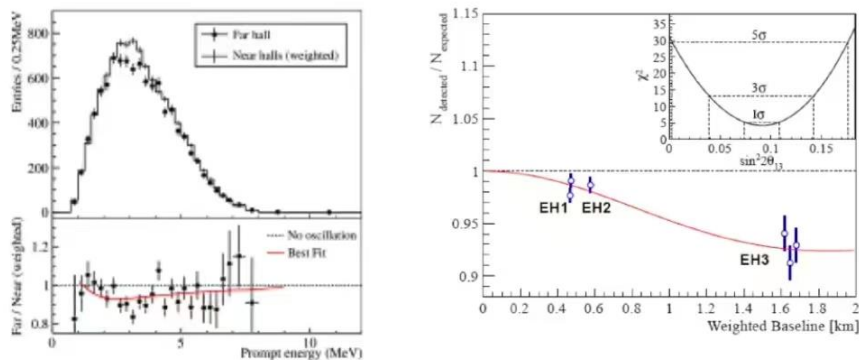 Entries / 0.25MeV
800
600
400
200
0
Far hall
Near halls (weighted)
Far / Near (weighted)
1.2
1
0.8
No oscillation
Best Fit
0
5
10
Prompt energy (MeV)
N detected / N expected
1.15
1.1
1.05
1
0.95
0.9
EH1
EH2
EH3
0
0.2
0.4
0.6
0.8
1
1.2
1.4
1.6
1.8
2
Weighted Baseline [km]
χ²
35
30
25
20
15
10
5
0
5σ
3σ
1σ
0
0.05
0.1
0.15
sin²2θ₁₃